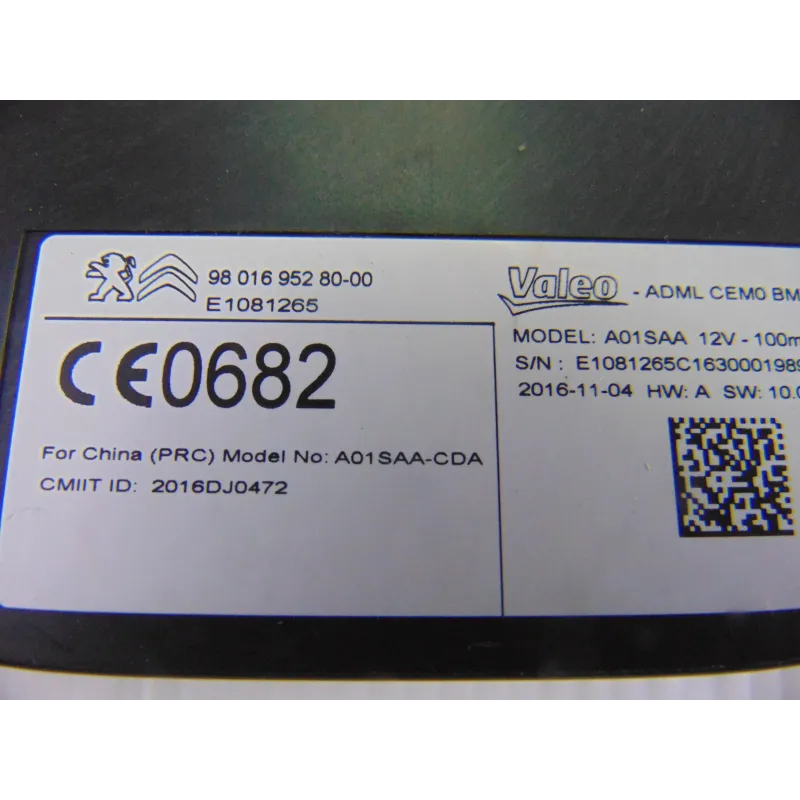 98 016 952 80-00
E1081265
CE0682
For China (PRC) Model No: A01SAA-CDA
CMIIT ID: 2016DJ0472
Valeo - ADML CEM0 BM
MODEL: A01SAA 12V - 100m
S/N : E1081265C1630001989
2016-11-04 HW: A SW: 10.0